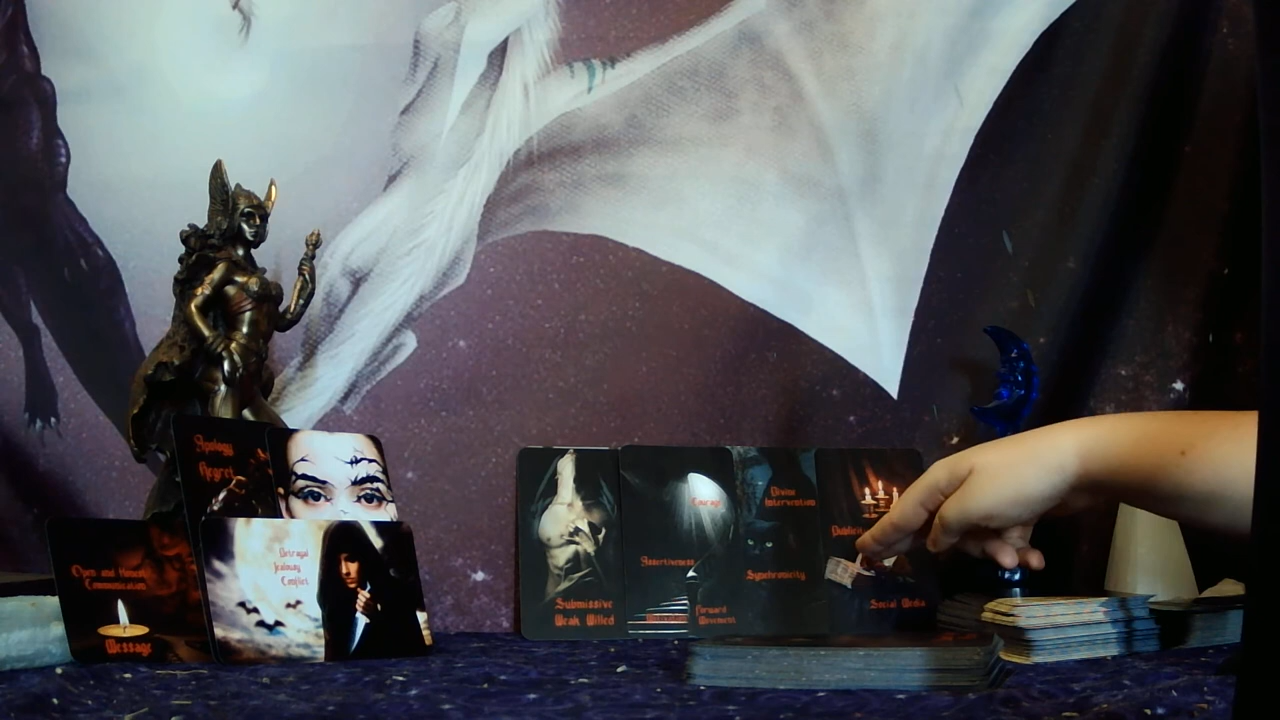 Apology
Regret
Open and Honest
Communication
Message
Betrayal
Jealousy
Conflict
Submissive
Weak Willed
Courage
Assertiveness
Forward
Movement
Divine
Intervention
Synchronicity
Social Media